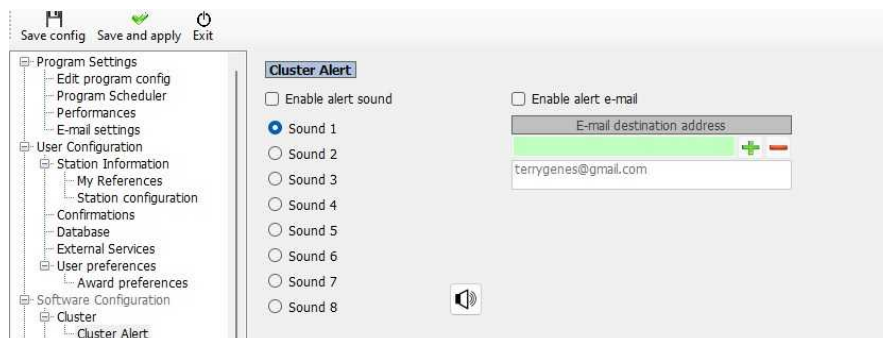 Save config Save and apply Exit
Program Settings
Edit program config
Program Scheduler
Performances
E-mail settings
User Configuration
Station Information
My References
Station configuration
Confirmations
Database
External Services
User preferences
Award preferences
Software Configuration
Cluster
Cluster Alert
Cluster Alert
Enable alert sound
Sound 1
Sound 2
Sound 3
Sound 4
Sound 5
Sound 6
Sound 7
Sound 8
Enable alert e-mail
E-mail destination address
terrygenes@gmail.com